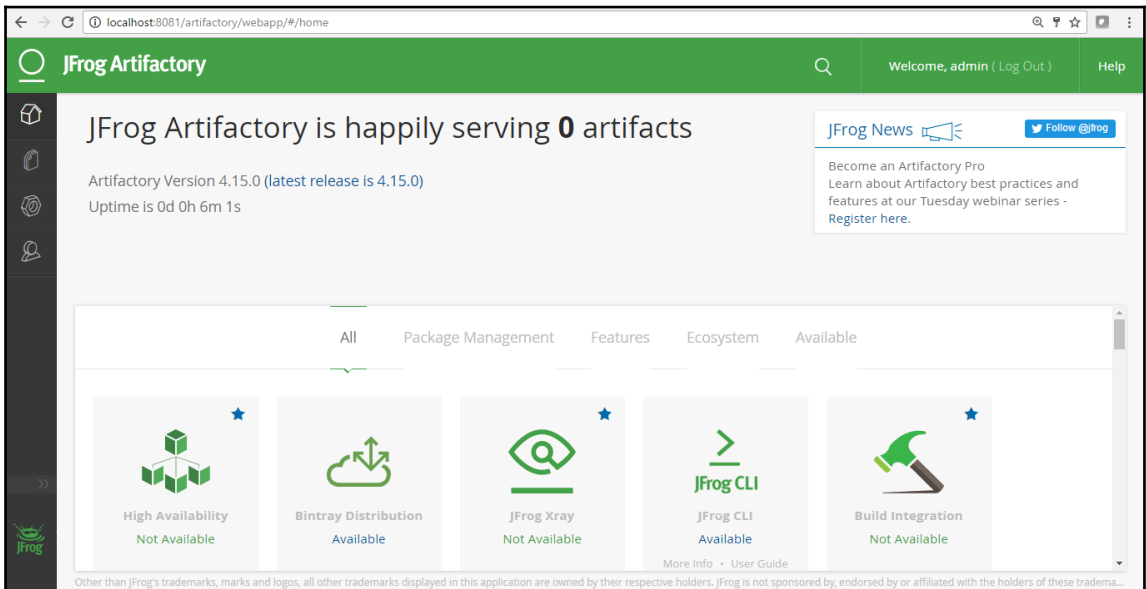 localhost:8081/artifactory/webapp/#/home
JFrog Artifactory
Welcome, admin ( Log Out )
Help
JFrog Artifactory is happily serving 0 artifacts
Artifactory Version 4.15.0 (latest release is 4.15.0)
Uptime is 0d 0h 6m 1s
JFrog News
Follow @jfrog
Become an Artifactory Pro
Learn about Artifactory best practices and
features at our Tuesday webinar series -
Register here.
All Package Management Features Ecosystem Available
JFrog CLI
High Availability Bintray Distribution JFrog Xray JFrog CLI Build Integration
Not Available Available Not Available Available Not Available
More Info • User Guide
JFrog
Other than JFrog's trademarks, marks and logos, all other trademarks displayed in this application are owned by their respective holders. JFrog is not sponsored by, endorsed by or affiliated with the holders of these tradema...